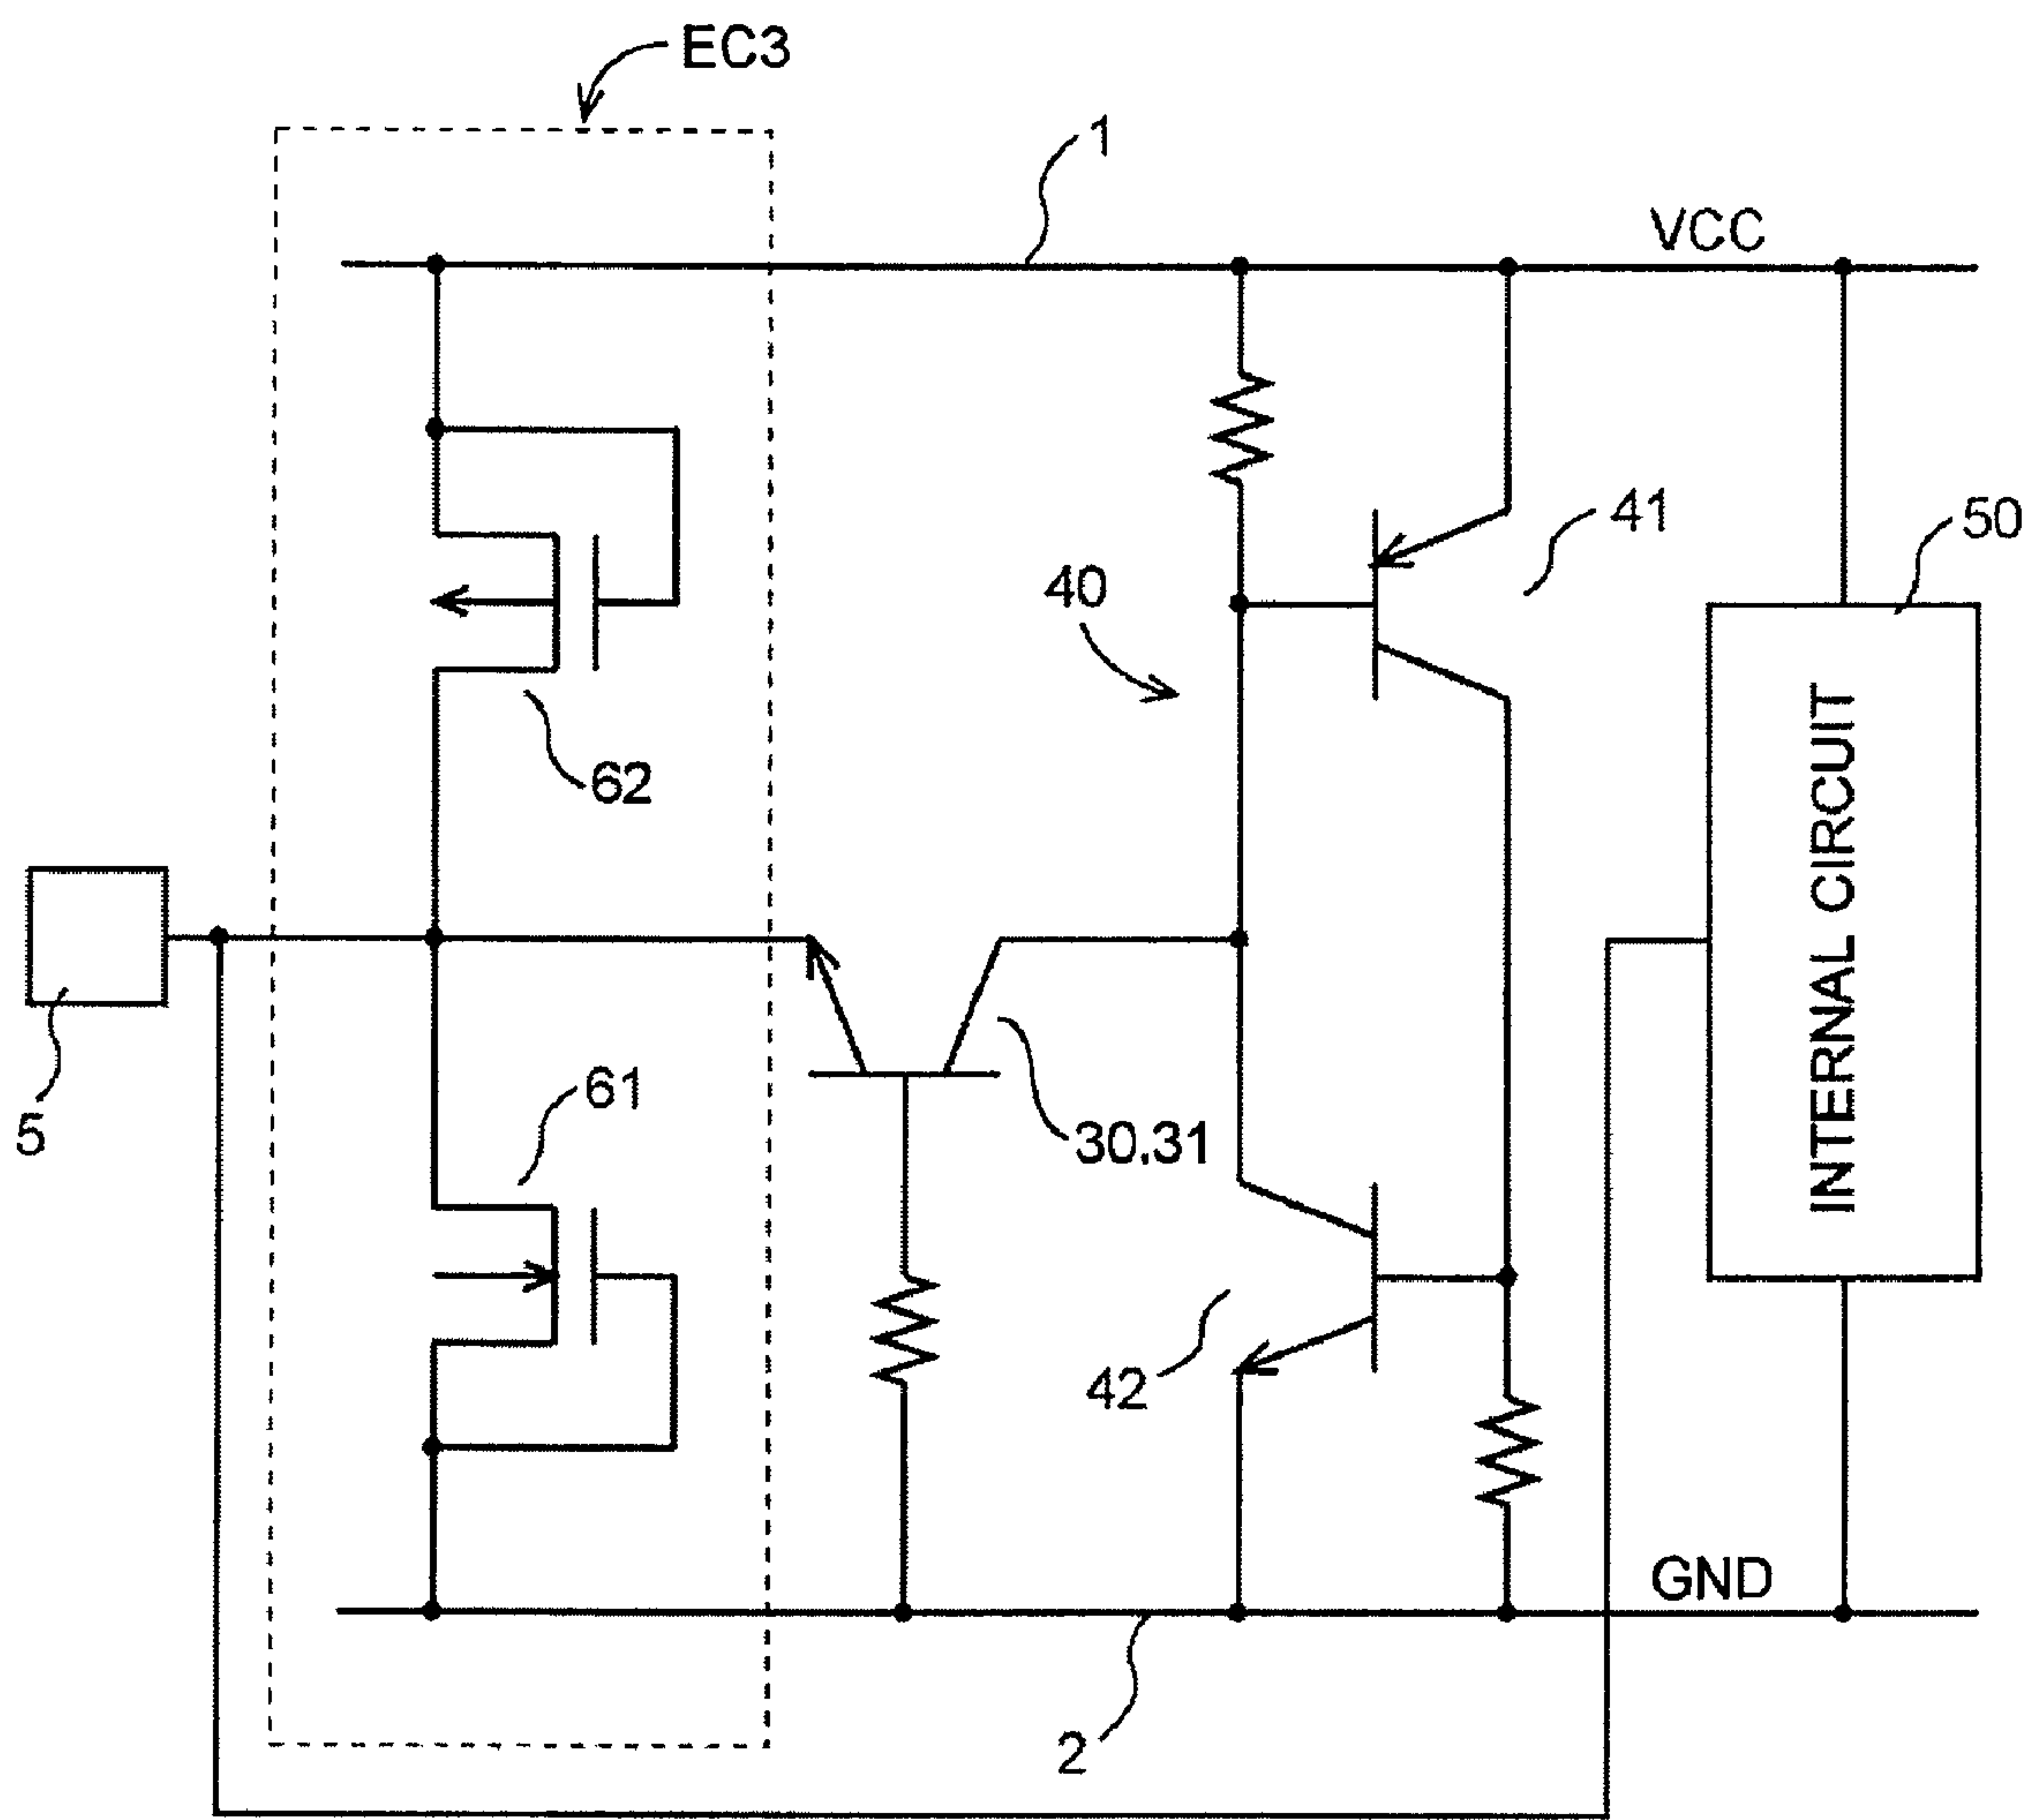 EC3
1
VCC
41
50
40
62
INTERNAL CIRCUIT
61
5
30,31
42
GND
2